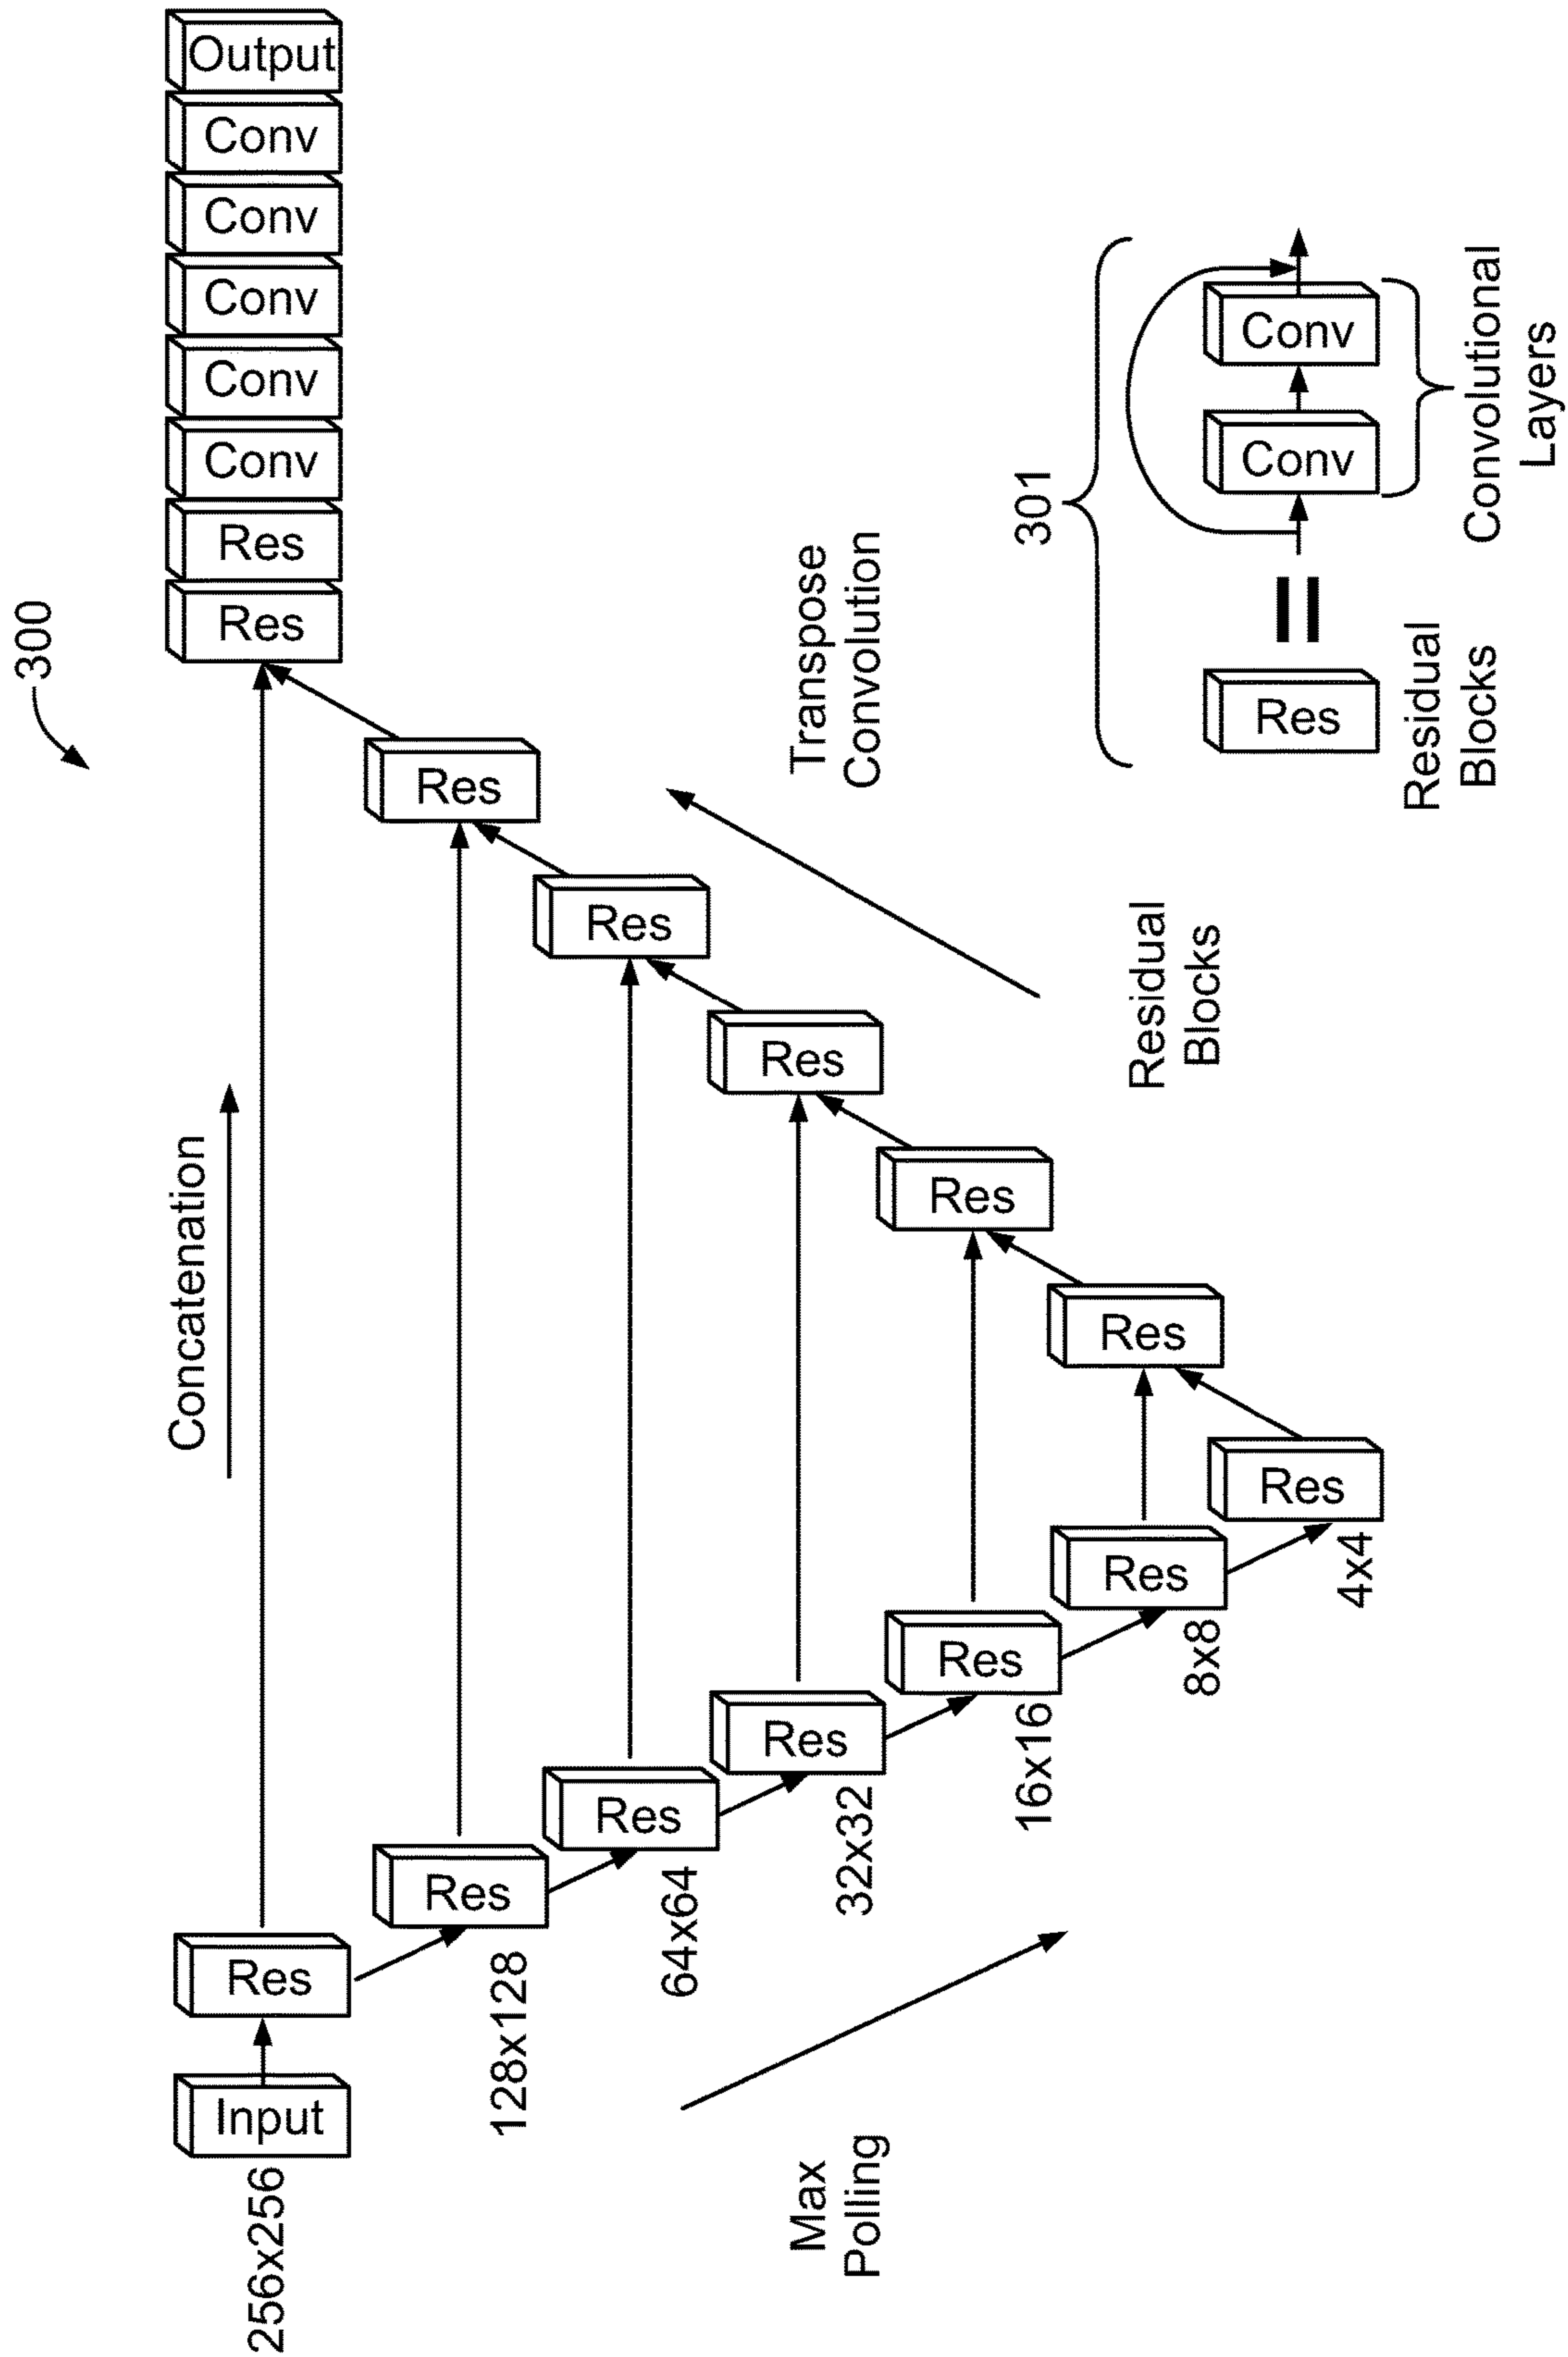 300
Concatenation
256x256
Input
Res
Res
Res
Conv
Conv
Conv
Conv
Conv
Output
128x128
Res
Res
64x64
Res
Res
32x32
Res
Res
16x16
Res
Res
8x8
Res
Res
4x4
Res
Max
Polling
Transpose
Convolution
Residual
Blocks
301
Res
Conv
Conv
Residual
Blocks
Convolutional
Layers